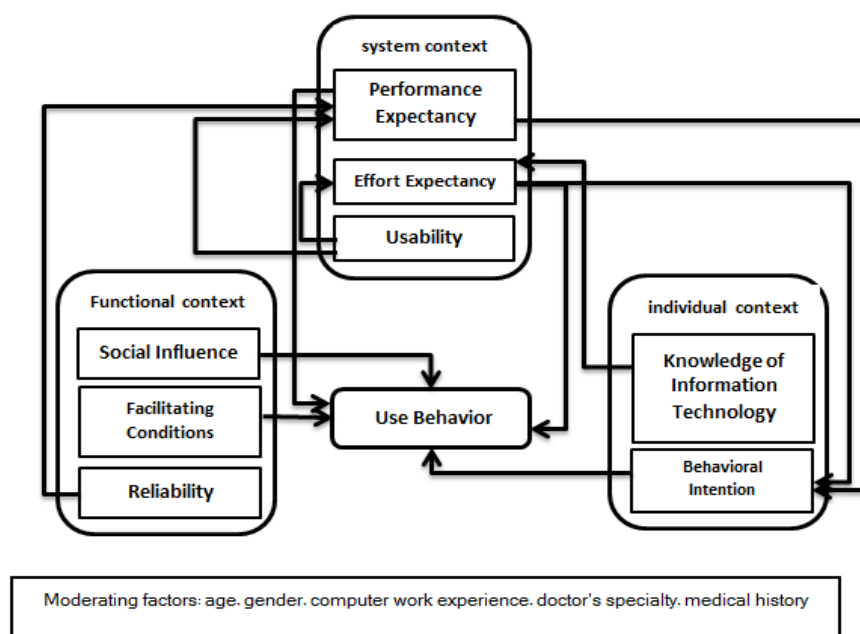 system context
Performance
Expectancy
Effort Expectancy
Usability
Functional context
Social Influence
Facilitating
Conditions
Reliability
Use Behavior
individual context
Knowledge of
Information
Technology
Behavioral
Intention
Moderating factors: age. gender. computer work experience. doctor's specialty. medical history